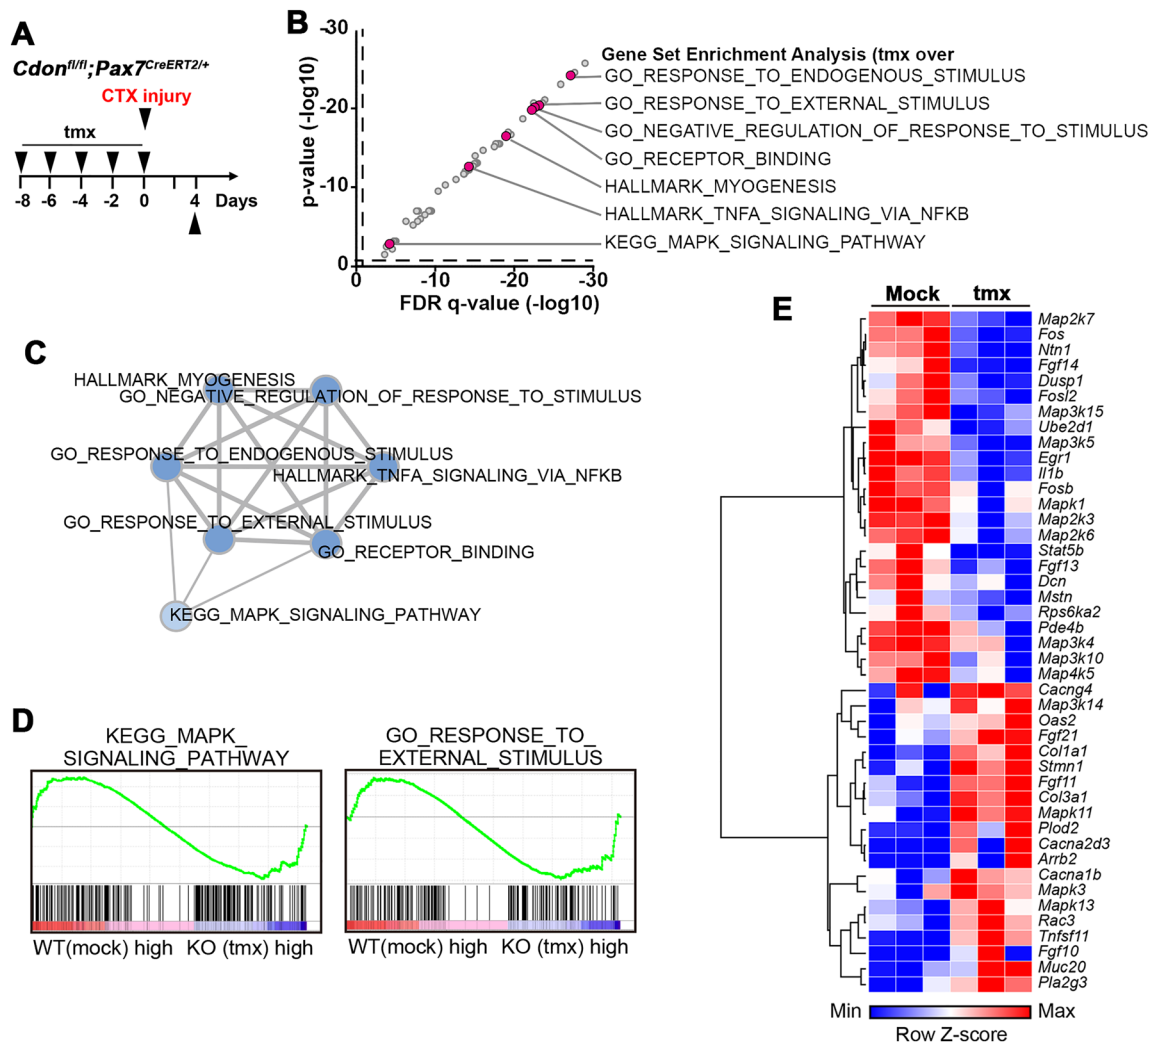 A
Cdonfl/fl;Pax7CreERT2/+
CTX injury
tmx
-8 -6 -4 -2 0 4 Days
B
Gene Set Enrichment Analysis (tmx over
GO_RESPONSE_TO_ENDOGENOUS_STIMULUS
GO_RESPONSE_TO_EXTERNAL_STIMULUS
GO_NEGATIVE_REGULATION_OF_RESPONSE_TO_STIMULUS
GO_RECEPTOR_BINDING
HALLMARK_MYOGENESIS
HALLMARK_TNFA_SIGNALING_VIA_NFKB
KEGG_MAPK_SIGNALING_PATHWAY
p-value (-log10)
-30
-20
-10
0
0 -10 -20 -30
FDR q-value (-log10)
C
HALLMARK_MYOGENESIS
GO_NEGATIVE_REGULATION_OF_RESPONSE_TO_STIMULUS
GO_RESPONSE_TO_ENDOGENOUS_STIMULUS
HALLMARK_TNFA_SIGNALING_VIA_NFKB
GO_RESPONSE_TO_EXTERNAL_STIMULUS
GO_RECEPTOR_BINDING
KEGG_MAPK_SIGNALING_PATHWAY
D
KEGG_MAPK_
SIGNALING_PATHWAY
WT(mock) high KO (tmx) high
GO_RESPONSE_TO_
EXTERNAL_STIMULUS
WT(mock) high KO (tmx) high
E
Mock tmx
Map2k7
Fos
Ntn1
Fgf14
Dusp1
Fosl2
Map3k15
Ube2d1
Map3k5
Egr1
Il1b
Fosb
Mapk1
Map2k3
Map2k6
Stat5b
Fgf13
Dcn
Mstn
Rps6ka2
Pde4b
Map3k4
Map3k10
Map4k5
Cacng4
Map3k14
Oas2
Fgf21
Col1a1
Stmn1
Fgf11
Col3a1
Mapk11
Plod2
Cacna2d3
Arrb2
Cacna1b
Mapk3
Mapk13
Rac3
Tnfsf11
Fgf10
Muc20
Pla2g3
Min Max
Row Z-score